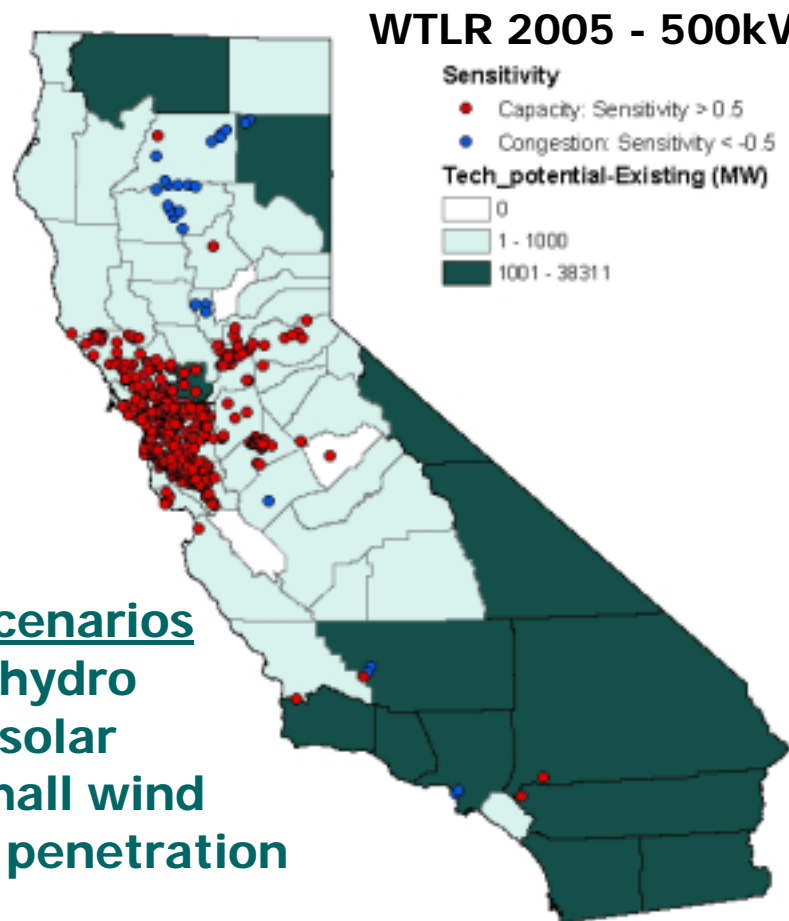 WTLR 2005 - 500kV
Sensitivity
Capacity: Sensitivity > 0.5
Congestion: Sensitivity < -0.5
Tech_potential-Existing (MW)
0
1 - 1000
1001 - 38311
cenarios
hydro
solar
nall wind
penetration